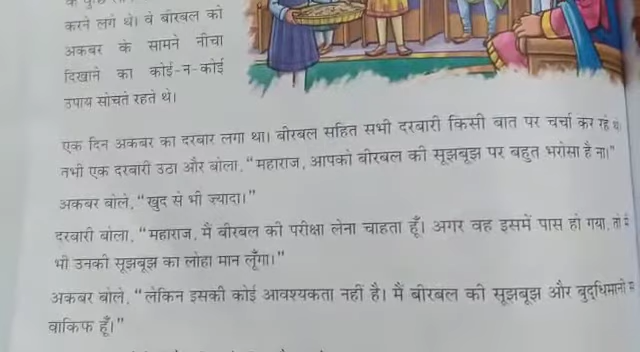 करने लगे थे। वे बीरबल को
अकबर के सामने नीचा
दिखाने का कोई-न-कोई
उपाय सोचते रहते थे।
एक दिन अकबर का दरबार लगा था। बीरबल सहित सभी दरबारी किसी बात पर चर्चा कर रहे थे।
तभी एक दरबारी उठा और बोला, “महाराज, आपको बीरबल की सूझबूझ पर बहुत भरोसा है ना।”
अकबर बोले, “खुद से भी ज़्यादा।”
दरबारी बोला, “महाराज, मैं बीरबल की परीक्षा लेना चाहता हूँ। अगर वह इसमें पास हो गया, तो मैं
भी उनकी सूझबूझ का लोहा मान लूँगा।”
अकबर बोले, “लेकिन इसकी कोई आवश्यकता नहीं है। मैं बीरबल की सूझबूझ और बुद्धिमानी
वाकिफ हूँ।”